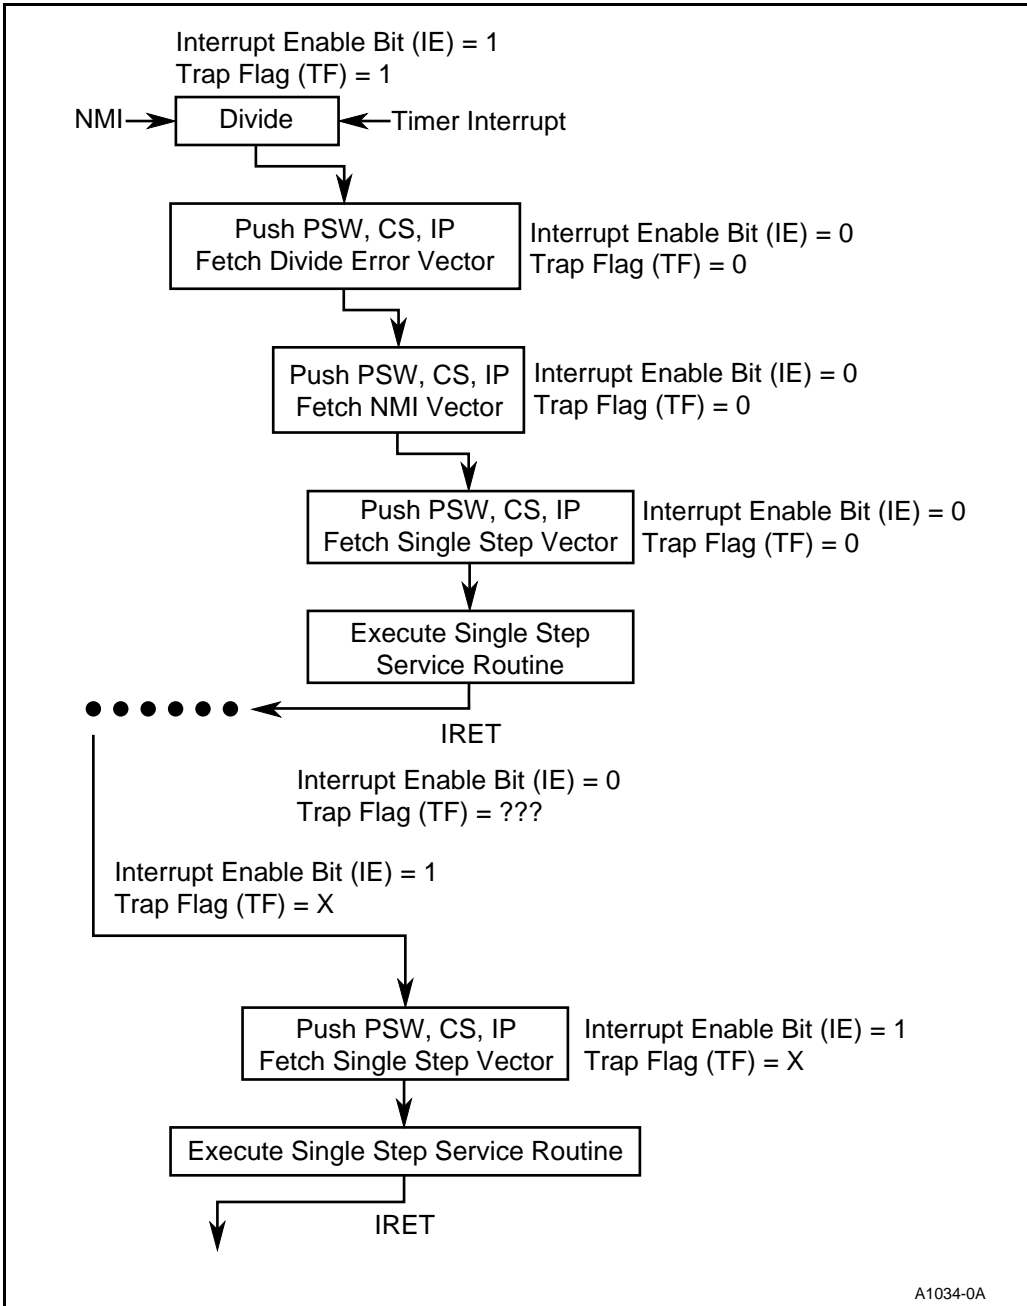 Interrupt Enable Bit (IE) = 1
Trap Flag (TF) = 1
NMI
Divide
Timer Interrupt
Push PSW, CS, IP
Fetch Divide Error Vector
Interrupt Enable Bit (IE) = 0
Trap Flag (TF) = 0
Push PSW, CS, IP
Fetch NMI Vector
Interrupt Enable Bit (IE) = 0
Trap Flag (TF) = 0
Push PSW, CS, IP
Fetch Single Step Vector
Interrupt Enable Bit (IE) = 0
Trap Flag (TF) = 0
Execute Single Step
Service Routine
IRET
Interrupt Enable Bit (IE) = 0
Trap Flag (TF) = ???
Interrupt Enable Bit (IE) = 1
Trap Flag (TF) = X
Push PSW, CS, IP
Fetch Single Step Vector
Interrupt Enable Bit (IE) = 1
Trap Flag (TF) = X
Execute Single Step Service Routine
IRET
A1034-0A